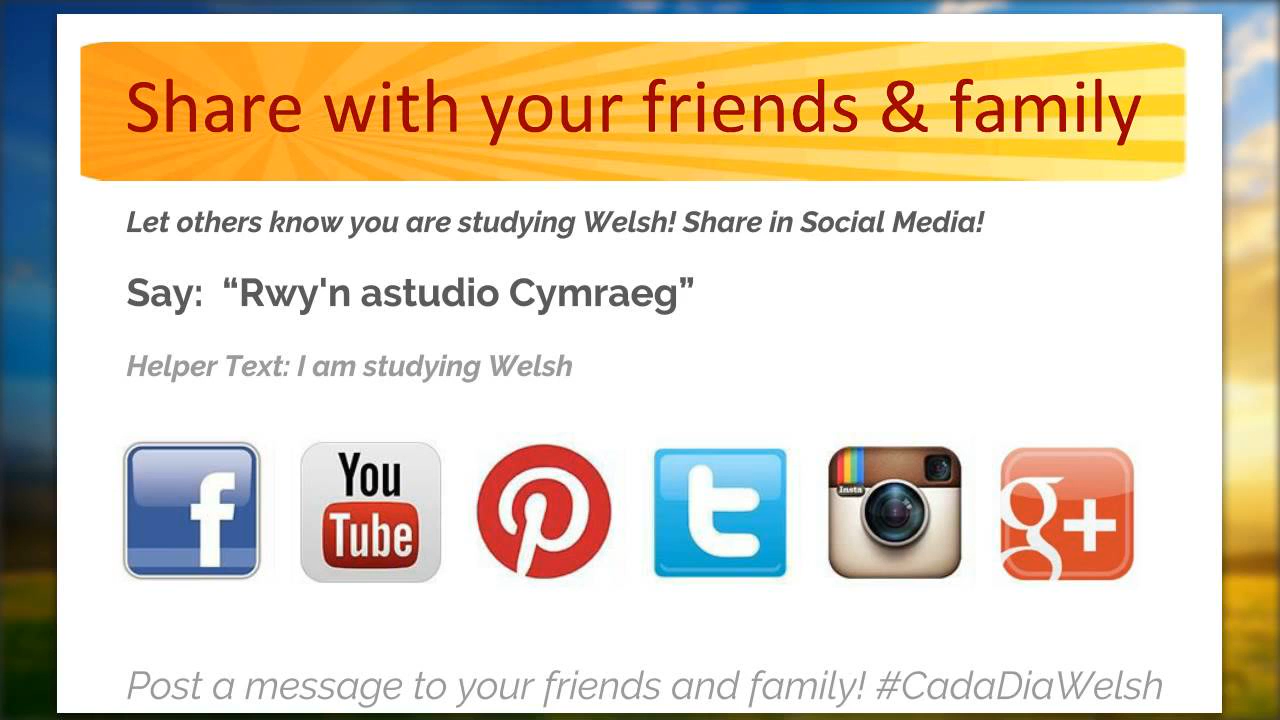 Share with your friends & family
Let others know you are studying Welsh! Share in Social Media!
Say: “Rwy'n astudio Cymraeg”
Helper Text: I am studying Welsh
f
You
Tube
p
t
Insta
g+
Post a message to your friends and family! #CadaDiaWelsh